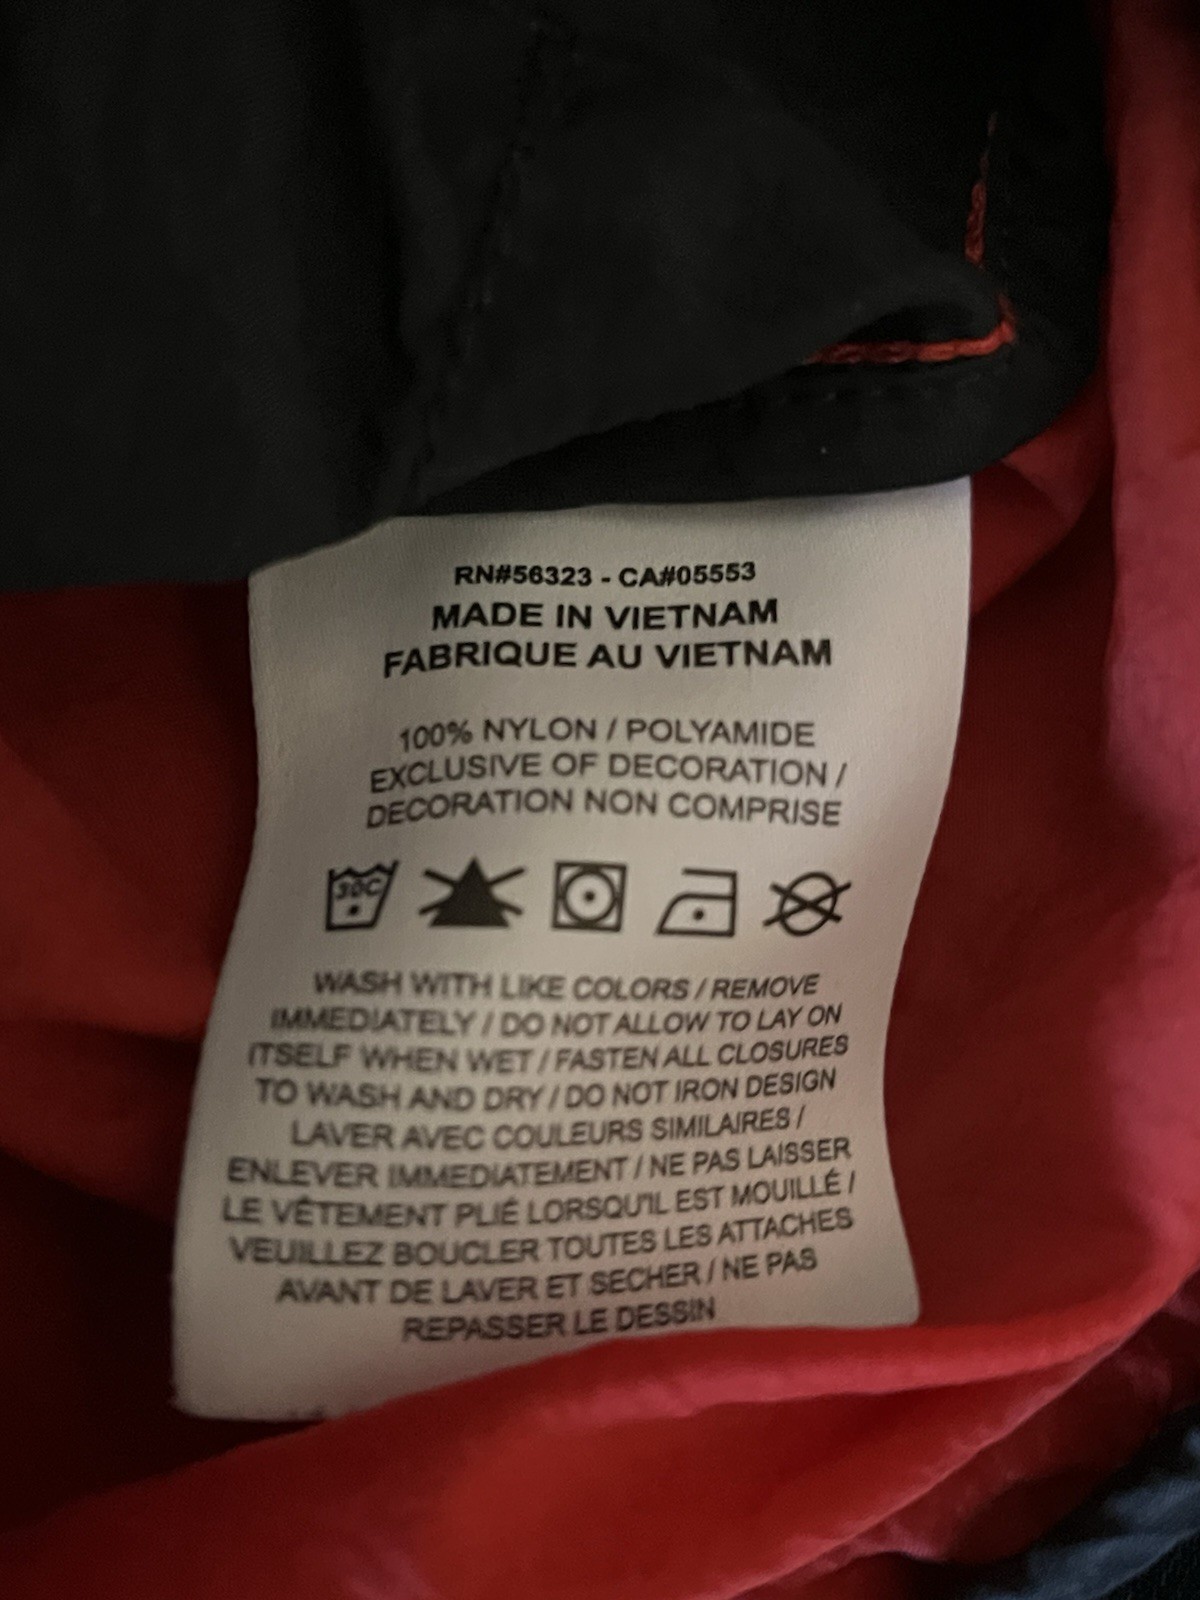 RN#56323 - CA#05553
MADE IN VIETNAM
FABRIQUE AU VIETNAM
100% NYLON / POLYAMIDE
EXCLUSIVE OF DECORATION /
DECORATION NON COMPRISE
30C
WASH WITH LIKE COLORS / REMOVE
IMMEDIATELY / DO NOT ALLOW TO LAY ON
ITSELF WHEN WET / FASTEN ALL CLOSURES
TO WASH AND DRY / DO NOT IRON DESIGN
LAVER AVEC COULEURS SIMILAIRES /
ENLEVER IMMEDIATEMENT / NE PAS LAISSER
LE VÊTEMENT PLIÉ LORSQU'IL EST MOUILLÉ /
VEUILLEZ BOUCLER TOUTES LES ATTACHES
AVANT DE LAVER ET SECHER / NE PAS
REPASSER LE DESSIN